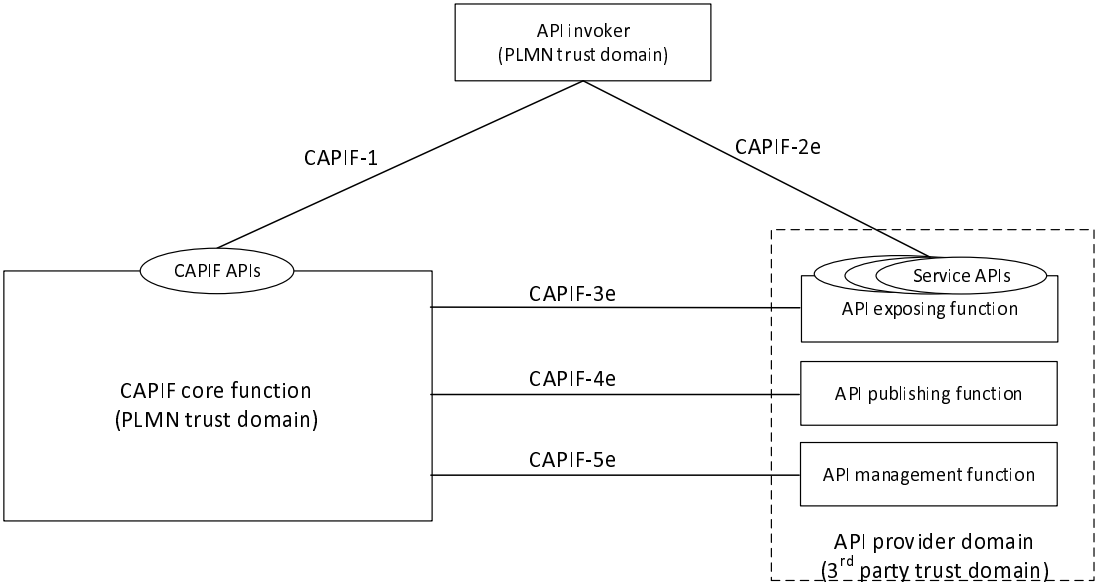 API invoker
(PLMN trust domain)
CAPIF-1
CAPIF-2e
CAPIF APIs
Service APIs
CAPIF-3e
API exposing function
CAPIF core function
(PLMN trust domain)
CAPIF-4e
API publishing function
CAPIF-5e
API management function
API provider domain
(3rd party trust domain)